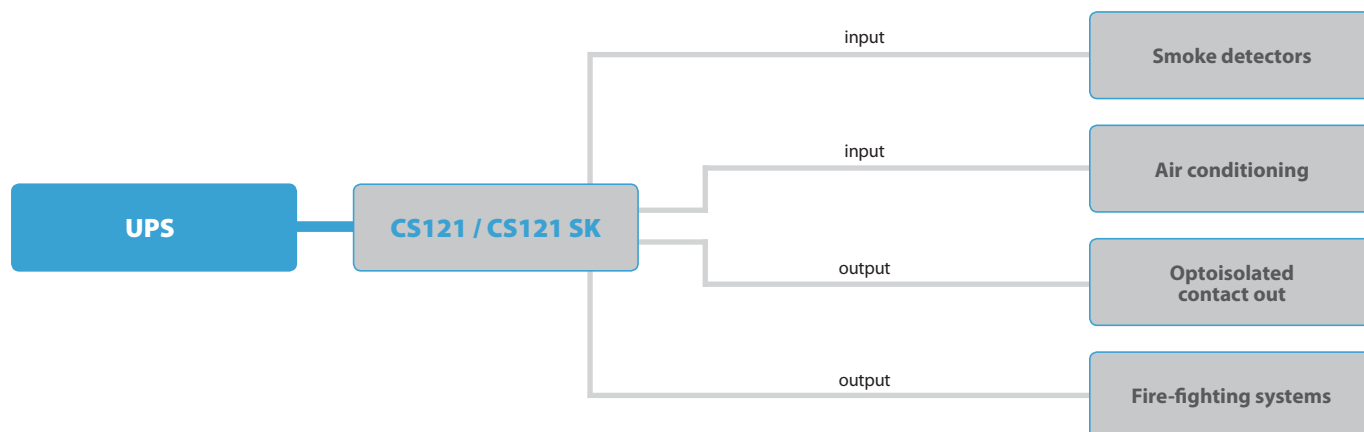 input
Smoke detectors
input
Air conditioning
UPS
CS121 / CS121 SK
output
Optoisolated
contact out
output
Fire-fighting systems